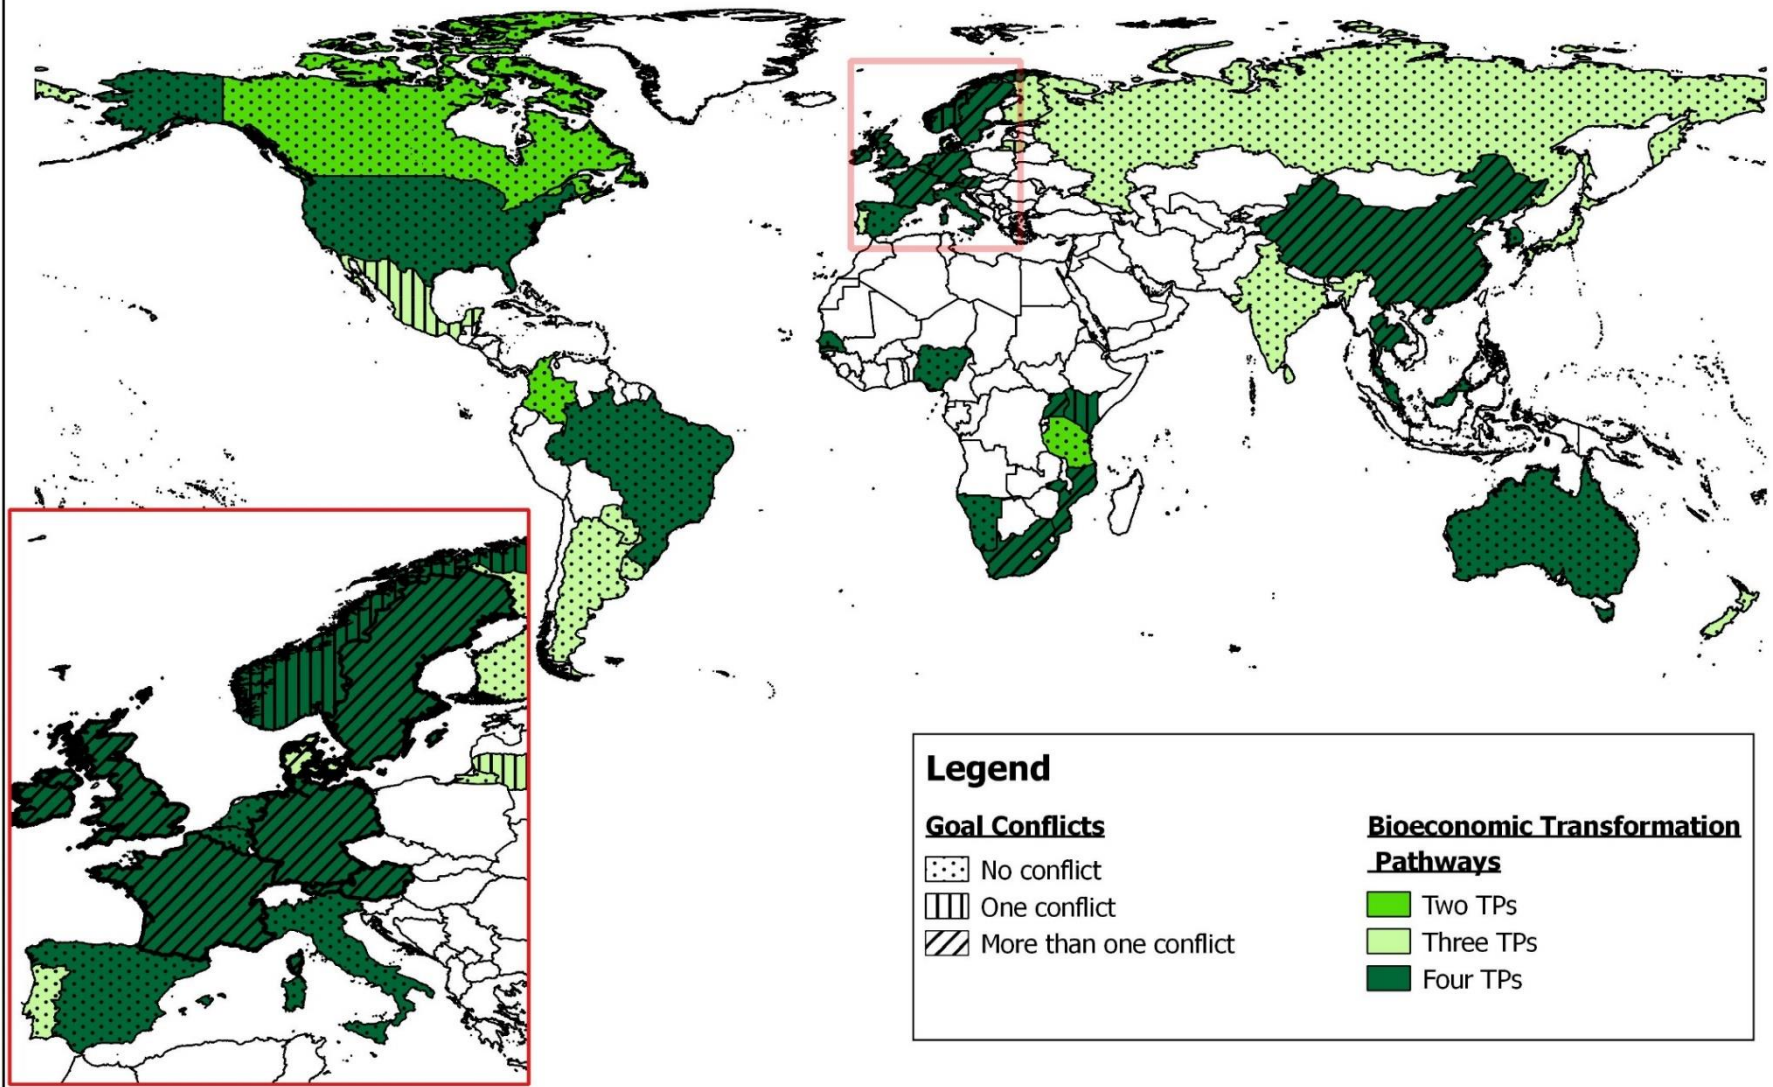 Legend
Goal Conflicts
No conflict
One conflict
More than one conflict
Bioeconomic Transformation
Pathways
Two TPs
Three TPs
Four TPs